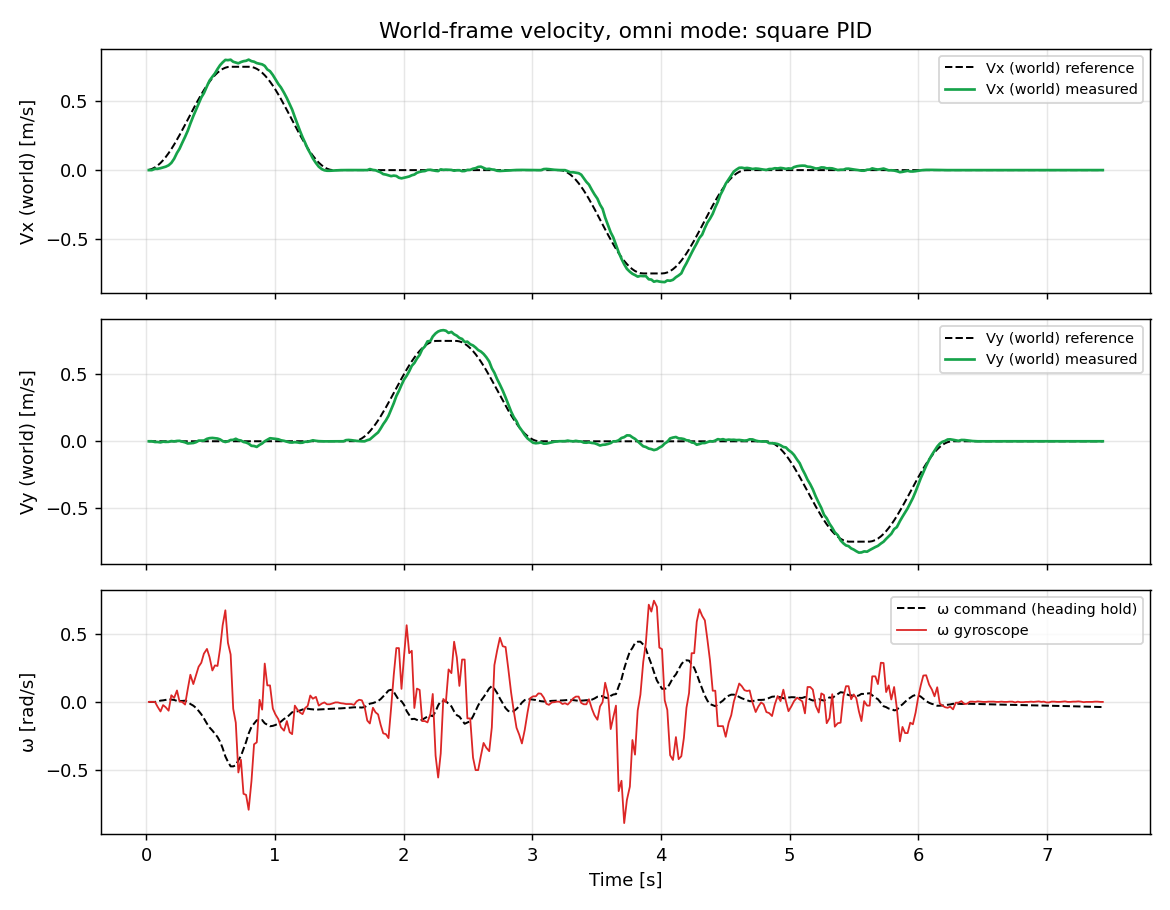 World-frame velocity, omni mode: square PID
Vx (world) [m/s]
0.5
0.0
−0.5
Vx (world) reference
Vx (world) measured
Vy (world) [m/s]
0.5
0.0
−0.5
Vy (world) reference
Vy (world) measured
ω [rad/s]
0.5
0.0
−0.5
ω command (heading hold)
ω gyroscope
0 1 2 3 4 5 6 7
Time [s]